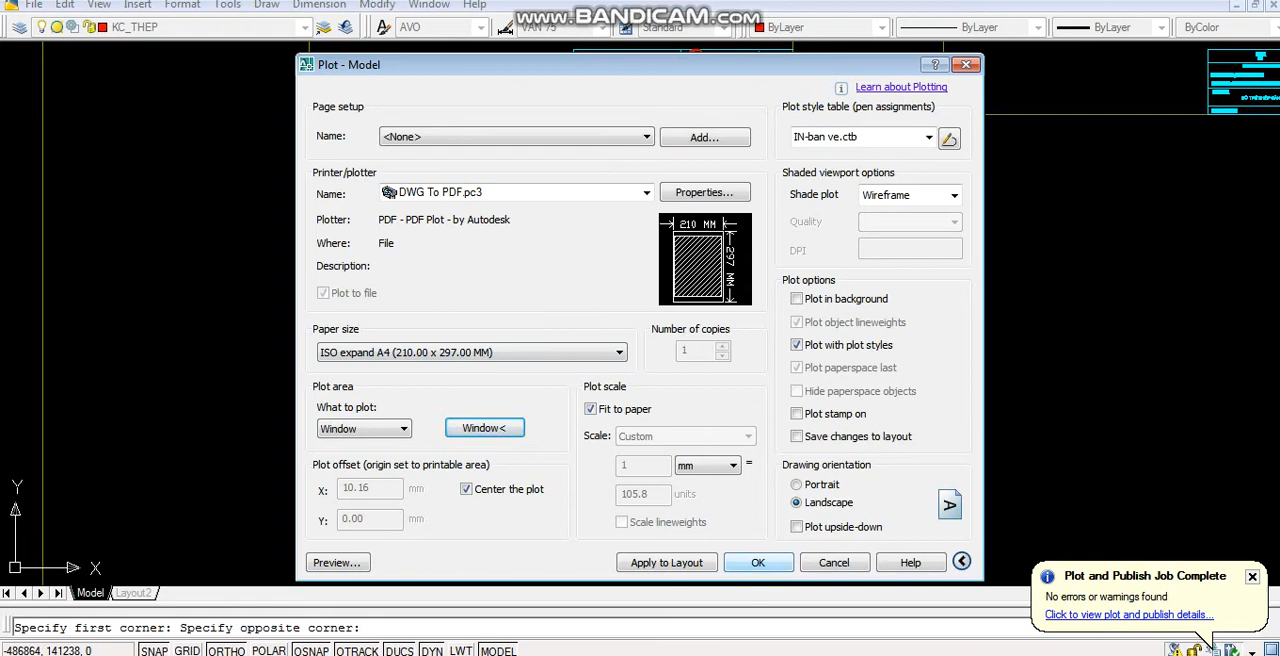 File Edit View Insert Format Tools Draw Dimension Modify Window Help
www.BANDICAM.com
KC_THEP AVO VAN 75 Standard ByLayer ByLayer ByLayer ByColor
Plot - Model
Learn about Plotting
Page setup
Name: <None> Add...
Plot style table (pen assignments)
IN-ban ve.ctb
Printer/plotter
Name: DWG To PDF.pc3 Properties...
Plotter: PDF - PDF Plot - by Autodesk
Where: File
Description:
Plot to file
210 MM
297 MM
Shaded viewport options
Shade plot Wireframe
Quality
DPI
Paper size
ISO expand A4 (210.00 x 297.00 MM)
Number of copies
1
Plot options
Plot in background
Plot object lineweights
Plot with plot styles
Plot paperspace last
Hide paperspace objects
Plot stamp on
Save changes to layout
Plot area
What to plot:
Window Window<
Plot scale
Fit to paper
Scale: Custom
1 mm =
105.8 units
Scale lineweights
Plot offset (origin set to printable area)
X: 10.16 mm Center the plot
Y: 0.00 mm
Drawing orientation
Portrait
Landscape
A
Plot upside-down
Preview... Apply to Layout OK Cancel Help
Y
X
Model Layout2
Plot and Publish Job Complete
No errors or warnings found
Click to view plot and publish details...
Specify first corner: Specify opposite corner:
-486864, 141238, 0 SNAP GRID ORTHO POLAR OSNAP OTRACK DUCS DYN LWT MODEL